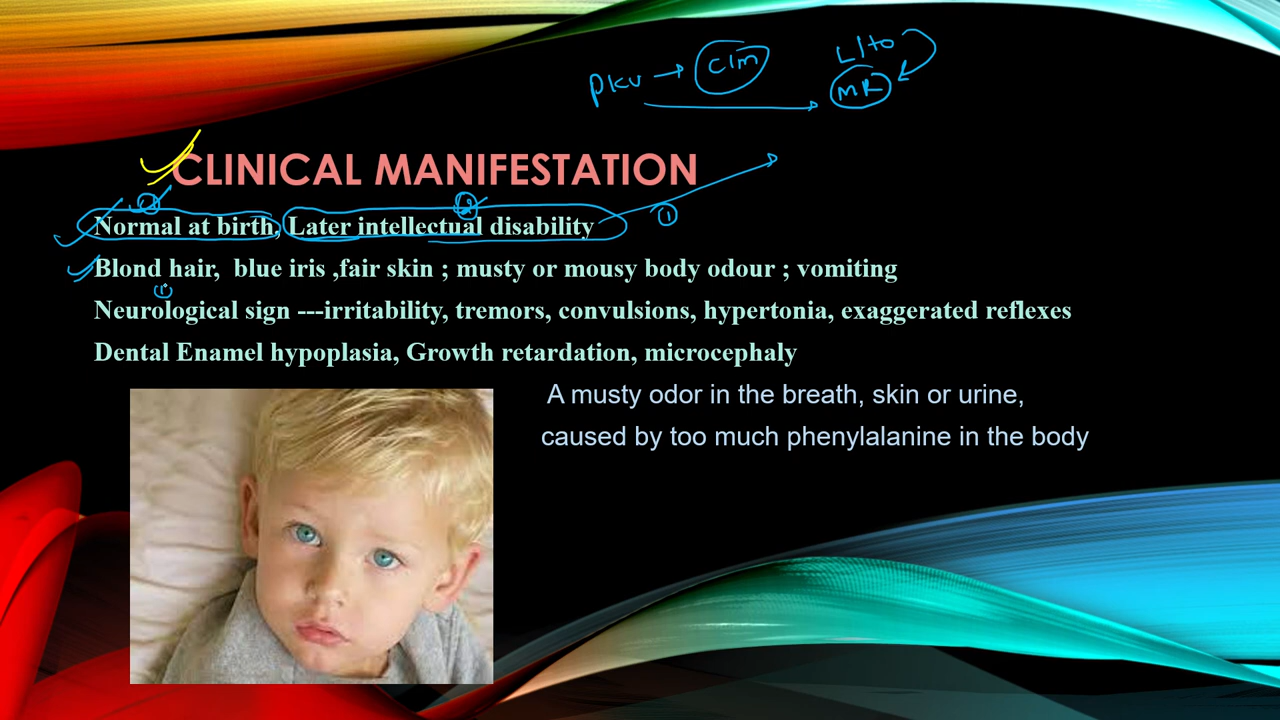 PKU → C/m
MR
CLINICAL MANIFESTATION
Normal at birth, Later intellectual disability
①
Blond hair, blue iris ,fair skin ; musty or mousy body odour ; vomiting
Neurological sign ---irritability, tremors, convulsions, hypertonia, exaggerated reflexes
Dental Enamel hypoplasia, Growth retardation, microcephaly
A musty odor in the breath, skin or urine,
caused by too much phenylalanine in the body